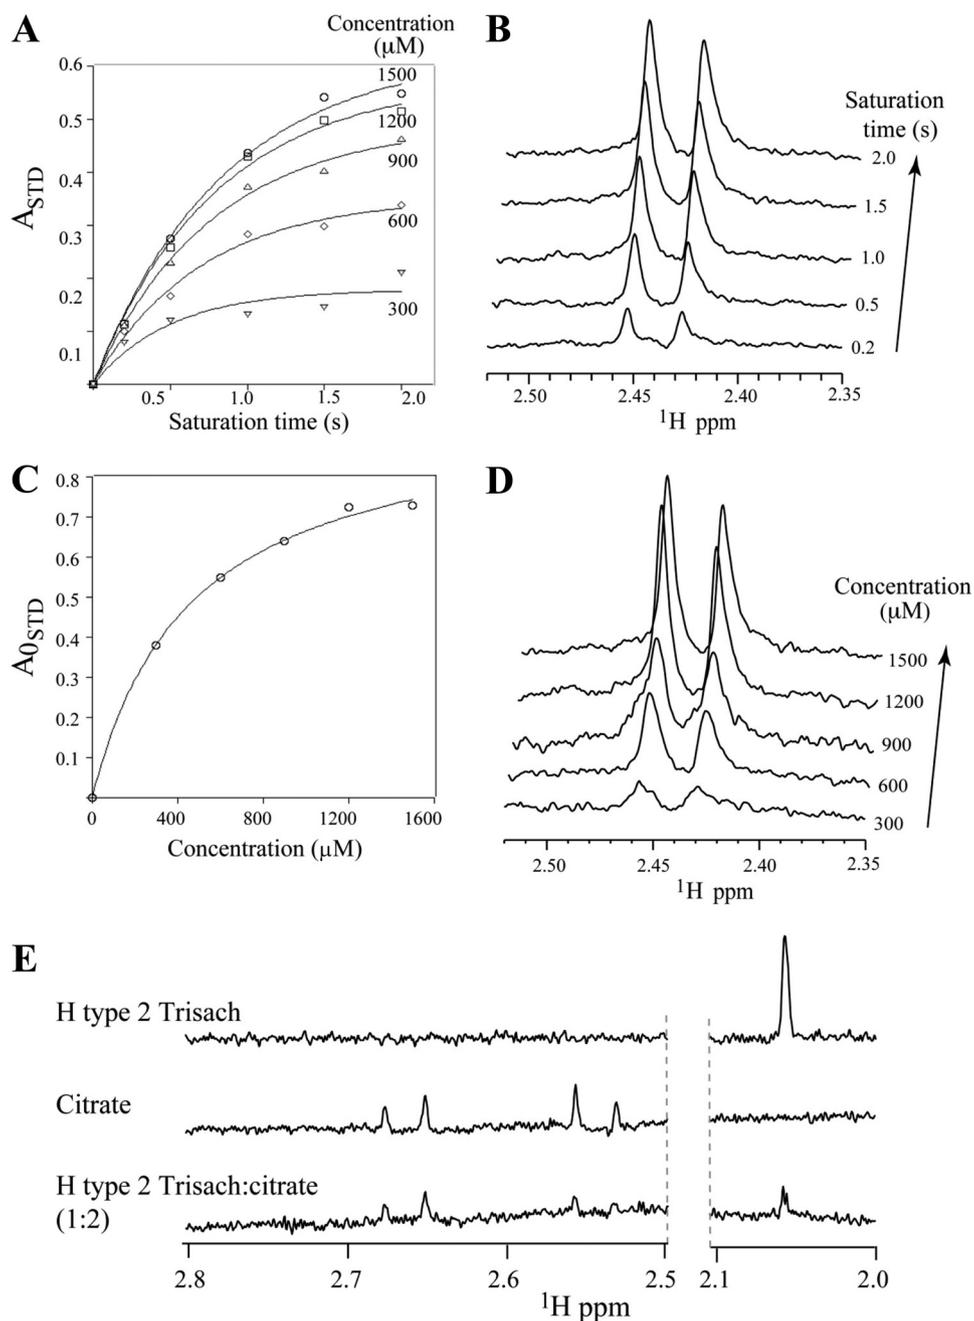 A
Concentration
(µM)
0.6
0.5
0.4
0.3
0.2
0.1
A_STD
1500
1200
900
600
300
0.5 1.0 1.5 2.0
Saturation time (s)
B
Saturation
time (s)
2.0
1.5
1.0
0.5
0.2
2.50 2.45 2.40 2.35
¹H ppm
C
0.8
0.7
0.6
0.5
0.4
0.3
0.2
0.1
A0_STD
0 400 800 1200 1600
Concentration (µM)
D
Concentration
(µM)
1500
1200
900
600
300
2.50 2.45 2.40 2.35
¹H ppm
E
H type 2 Trisach
Citrate
H type 2 Trisach:citrate
(1:2)
2.8 2.7 2.6 2.5 2.1 2.0
¹H ppm